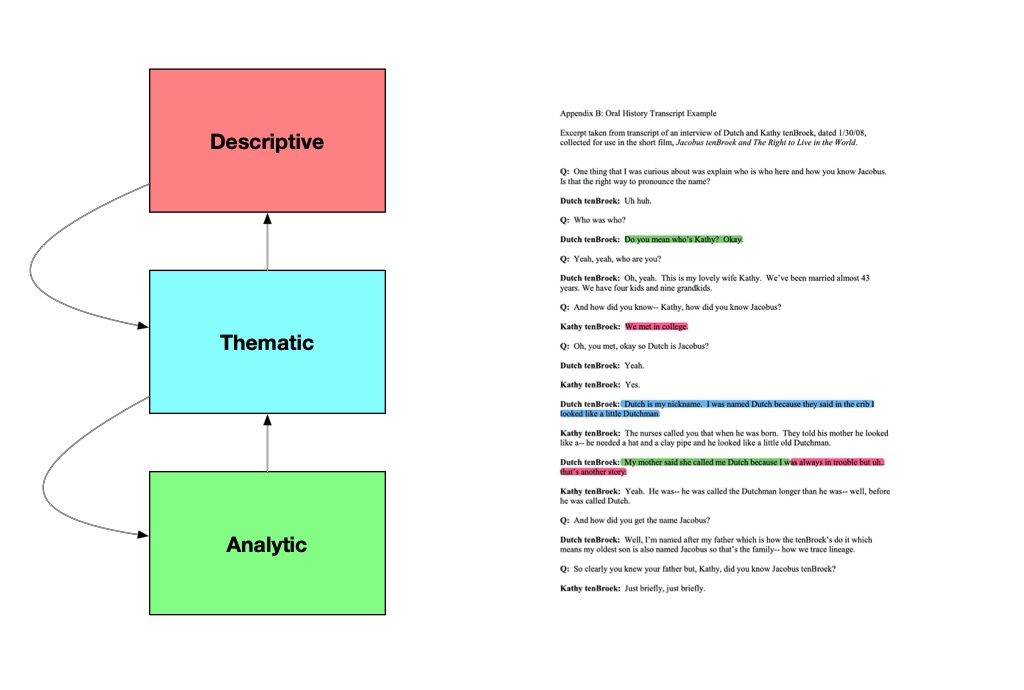 Descriptive
Thematic
Analytic
Appendix B: Oral History Transcript Example
Excerpt taken from transcript of an interview of Dutch and Kathy tenBroek, dated 1/30/08,
collected for use in the short film, Jacobus tenBroek and The Right to Live in the World.
Q: One thing that I was curious about was explain who is who here and how you know Jacobus.
Is that the right way to pronounce the name?
Dutch tenBroek: Uh huh.
Q: Who was who?
Dutch tenBroek: Do you mean who's Kathy? Okay.
Q: Yeah, yeah, who are you?
Dutch tenBroek: Oh, yeah. This is my lovely wife Kathy. We've been married almost 43
years. We have four kids and nine grandkids.
Q: And how did you know-- Kathy, how did you know Jacobus?
Kathy tenBroek: We met in college.
Q: Oh, you met, okay so Dutch is Jacobus?
Dutch tenBroek: Yeah.
Kathy tenBroek: Yes.
Dutch tenBroek: Dutch is my nickname. I was named Dutch because they said in the crib I
looked like a little Dutchman.
Kathy tenBroek: The nurses called you that when he was born. They told his mother he looked
like a-- he needed a hat and a clay pipe and he looked like a little old Dutchman.
Dutch tenBroek: My mother said she called me Dutch because I was always in trouble but uh.
that's another story.
Kathy tenBroek: Yeah. He was-- he was called the Dutchman longer than he was-- well, before
he was called Dutch.
Q: And how did you get the name Jacobus?
Dutch tenBroek: Well, I'm named after my father which is how the tenBroek's do it which
means my oldest son is also named Jacobus so that's the family-- how we trace lineage.
Q: So clearly you knew your father but, Kathy, did you know Jacobus tenBroek?
Kathy tenBroek: Just briefly, just briefly.